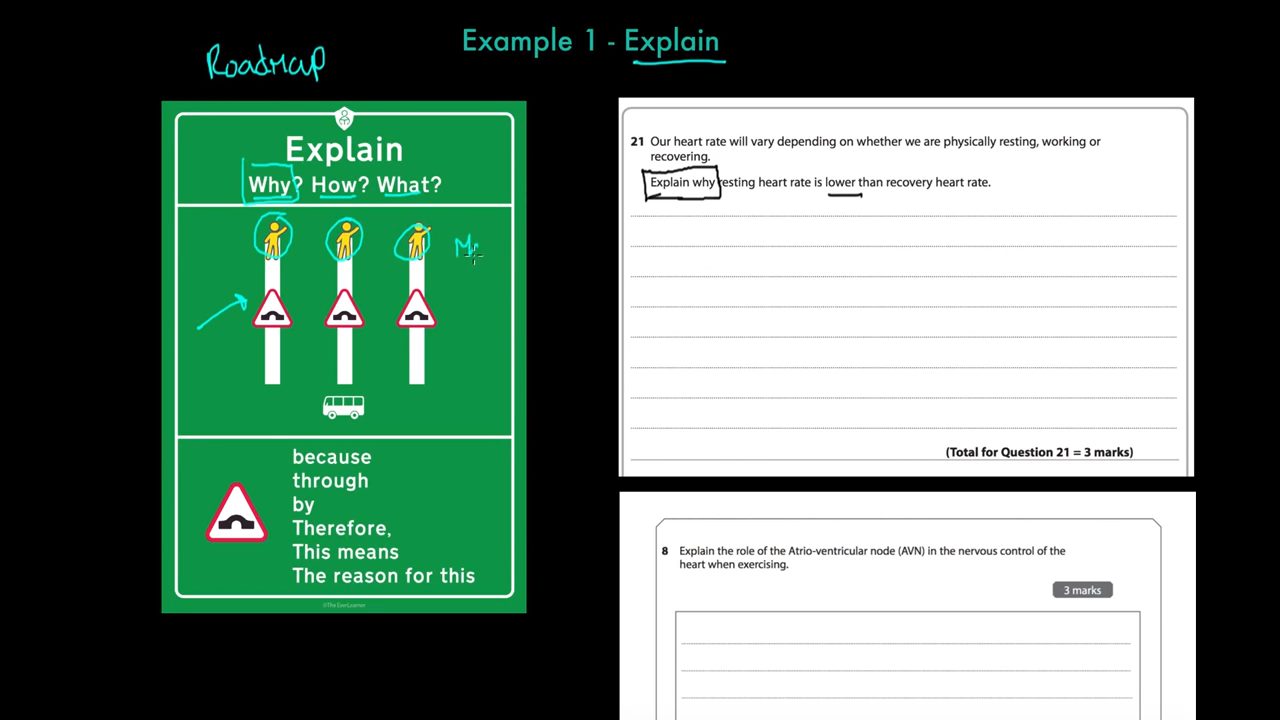 Example 1 - Explain
Roadmap
Explain
Why? How? What?
because
through
by
Therefore,
This means
The reason for this
©The EverLearner
21 Our heart rate will vary depending on whether we are physically resting, working or
recovering.
Explain why resting heart rate is lower than recovery heart rate.
(Total for Question 21 = 3 marks)
8 Explain the role of the Atrio-ventricular node (AVN) in the nervous control of the
heart when exercising.
3 marks